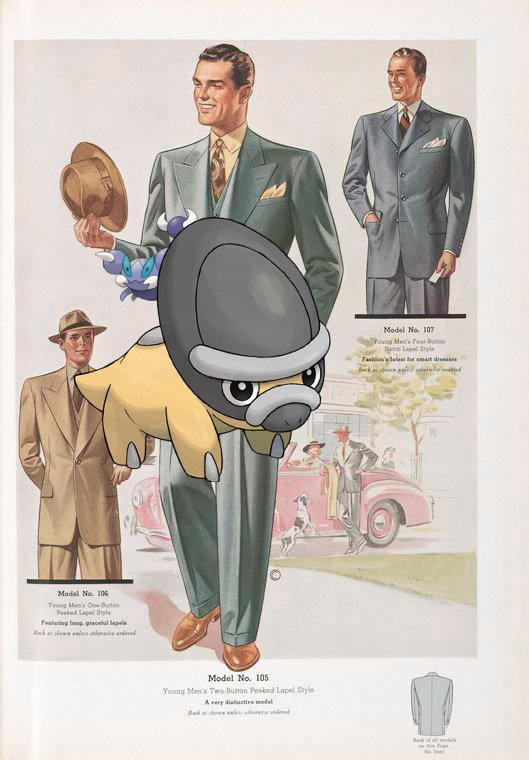 Model No. 107
Young Men's Four-Button
Notch Lapel Style
Fashion's latest for smart dressers
Back as shown unless otherwise ordered
©
Model No. 106
Young Men's One-Button
Peaked Lapel Style
Featuring long, graceful lapels
Back as shown unless otherwise ordered
Model No. 105
Young Men's Two-Button Peaked Lapel Style
A very distinctive model
Back as shown unless otherwise ordered
Back of all models
on this Page
No Vent